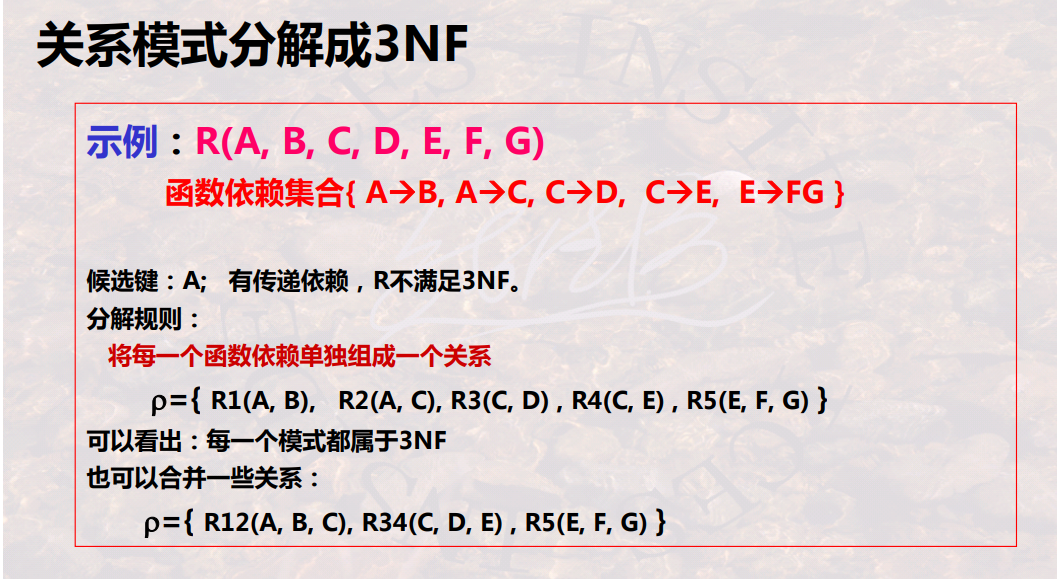 关系模式分解成3NF
示例：R(A, B, C, D, E, F, G)
函数依赖集合{ A→B, A→C, C→D, C→E, E→FG }
候选键：A; 有传递依赖，R不满足3NF。
分解规则：
将每一个函数依赖单独组成一个关系
ρ={ R1(A, B), R2(A, C), R3(C, D) , R4(C, E) , R5(E, F, G) }
可以看出：每一个模式都属于3NF
也可以合并一些关系：
ρ={ R12(A, B, C), R34(C, D, E) , R5(E, F, G) }